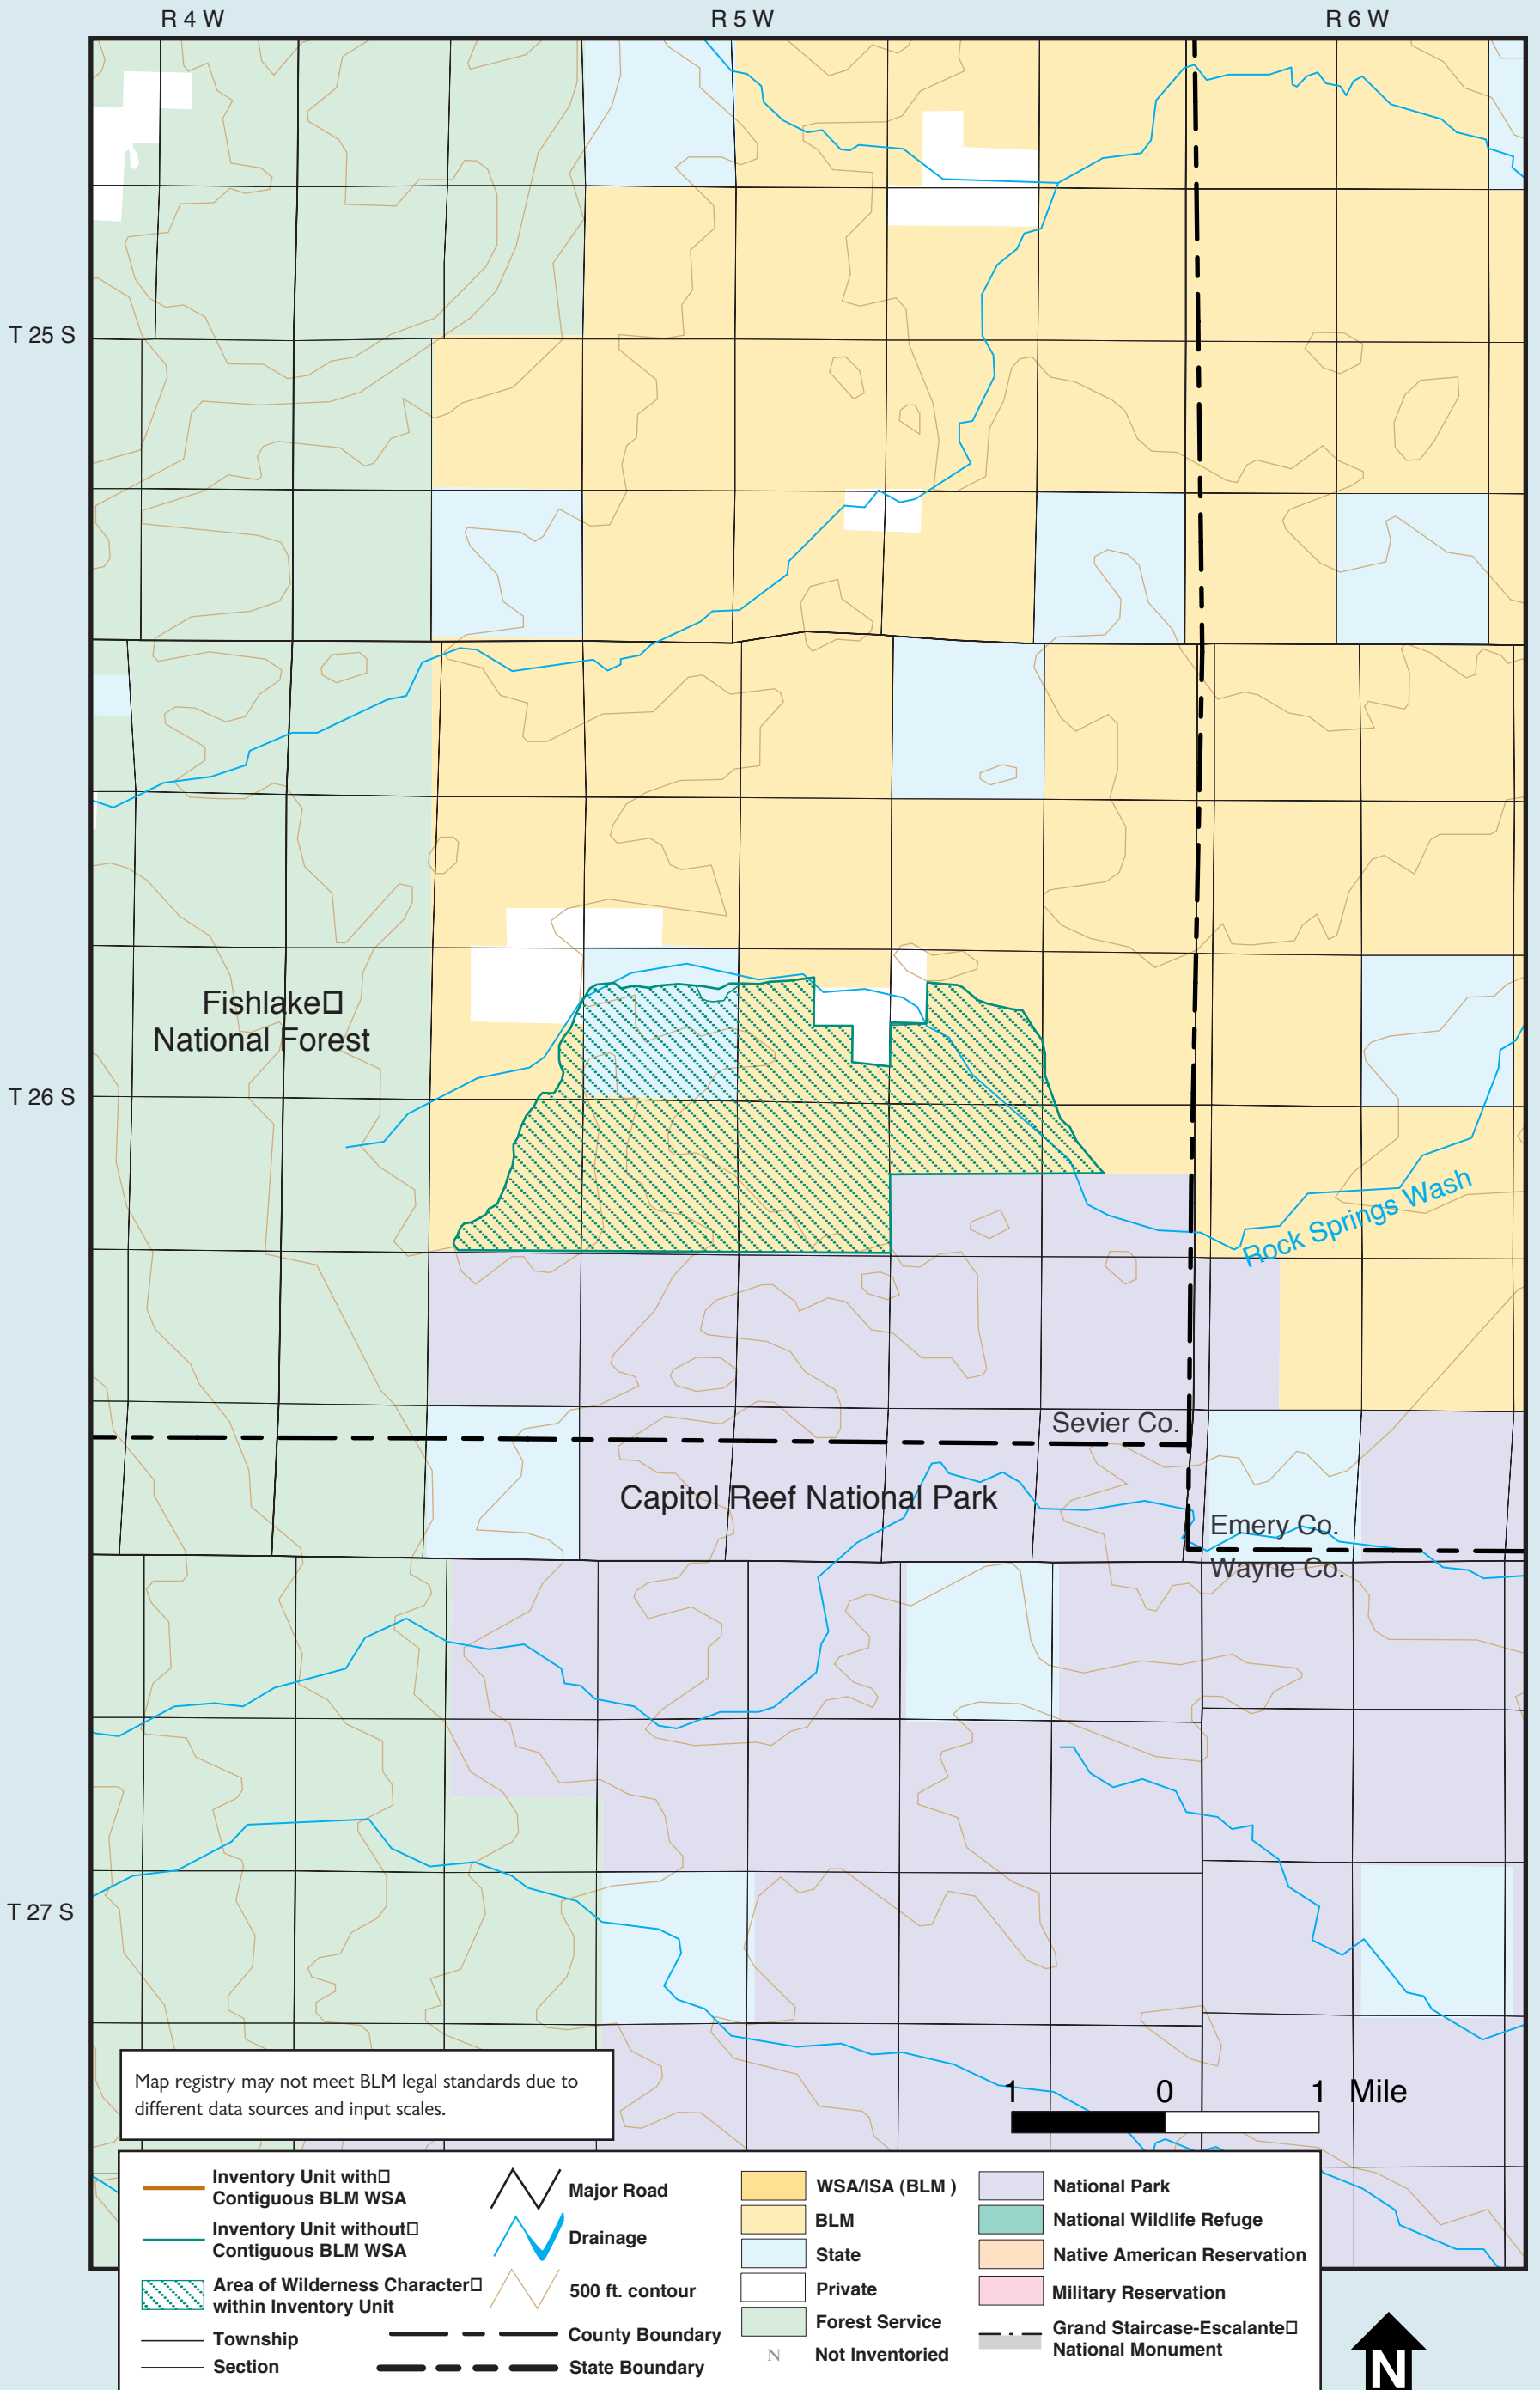 R 4 W
R 5 W
R 6 W
T 25 S
Fishlake□
National Forest
T 26 S
Rock Springs Wash
Sevier Co.
Capitol Reef National Park
Emery Co.
Wayne Co.
T 27 S
Map registry may not meet BLM legal standards due to
different data sources and input scales.
1 0 1 Mile
Inventory Unit with□
Contiguous BLM WSA
Inventory Unit without□
Contiguous BLM WSA
Area of Wilderness Character□
within Inventory Unit
Township
Section
Major Road
Drainage
500 ft. contour
County Boundary
State Boundary
WSA/ISA (BLM )
BLM
State
Private
Forest Service
N Not Inventoried
National Park
National Wildlife Refuge
Native American Reservation
Military Reservation
Grand Staircase-Escalante□
National Monument
N